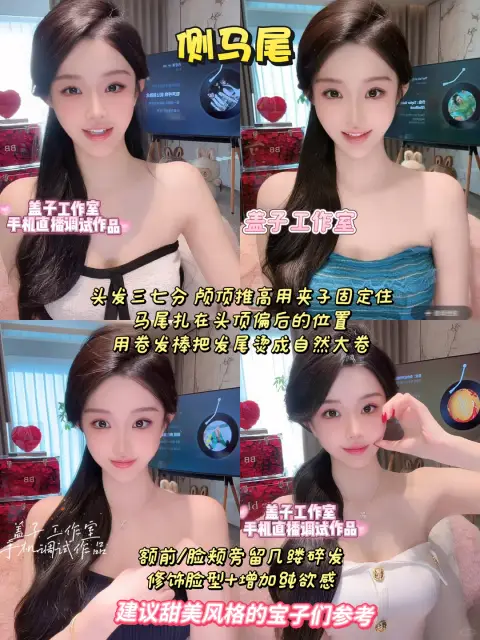 侧马尾
盖子工作室
手机直播调试作品
盖子工作室
头发三七分 颅顶推高用夹子固定住
马尾扎在头顶偏后的位置
用卷发棒把发尾烫成自然大卷
盖子工作室
手机直播调试作品
盖子工作室
手机调试作品
额前/脸颊旁留几缕碎发
修饰脸型+增加纯欲感
建议甜美风格的宝子们参考